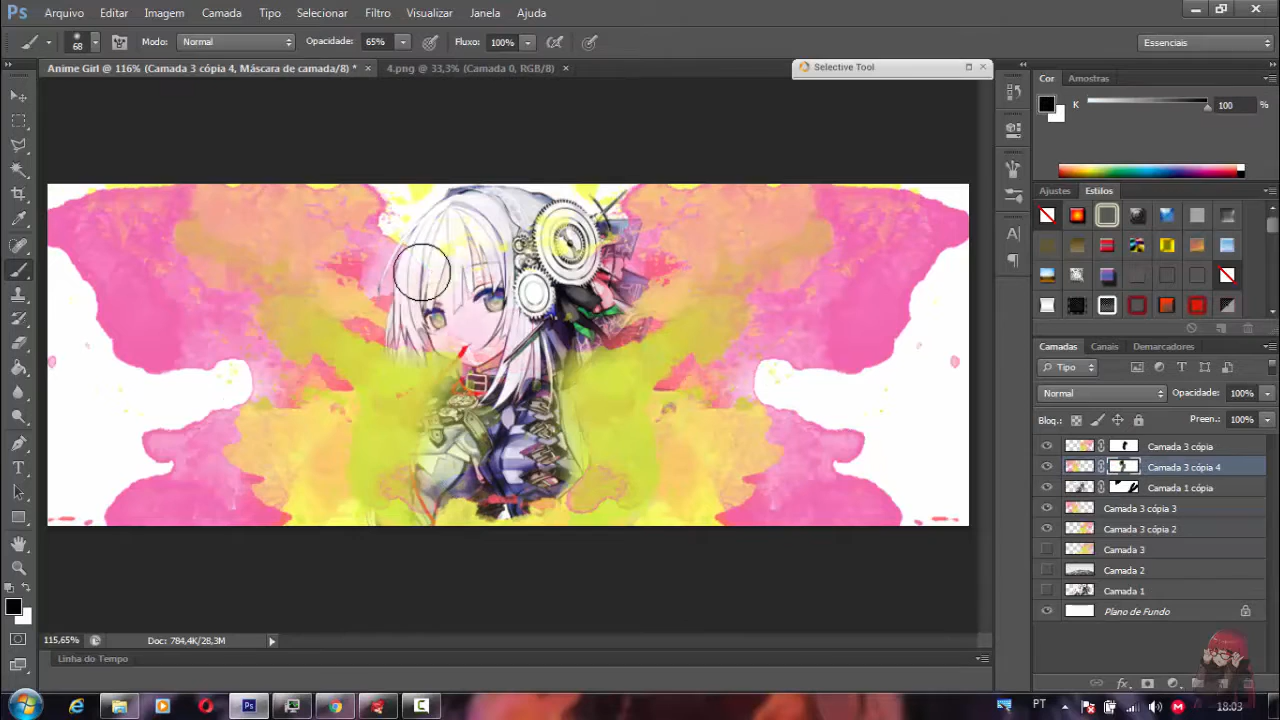 Ps Arquivo Editar Imagem Camada Tipo Selecionar Filtro Visualizar Janela Ajuda
68 Modo: Normal Opacidade: 65% Fluxo: 100% Essenciais
Anime Girl @ 116% (Camada 3 cópia 4, Máscara de camada/8) * × 4.png @ 33,3% (Camada 0, RGB/8) ×
Selective Tool
Cor Amostras
K 100 %
Ajustes Estilos
Camadas Canais Demarcadores
Tipo
Normal Opacidade: 100%
Bloq.: Preen.: 100%
Camada 3 cópia
Camada 3 cópia 4
Camada 1 cópia
Camada 3 cópia 3
Camada 3 cópia 2
Camada 3
Camada 2
Camada 1
Plano de Fundo
115,65% Doc: 784,4K/28,3M
Linha do Tempo
fx
Ps PT 18:03